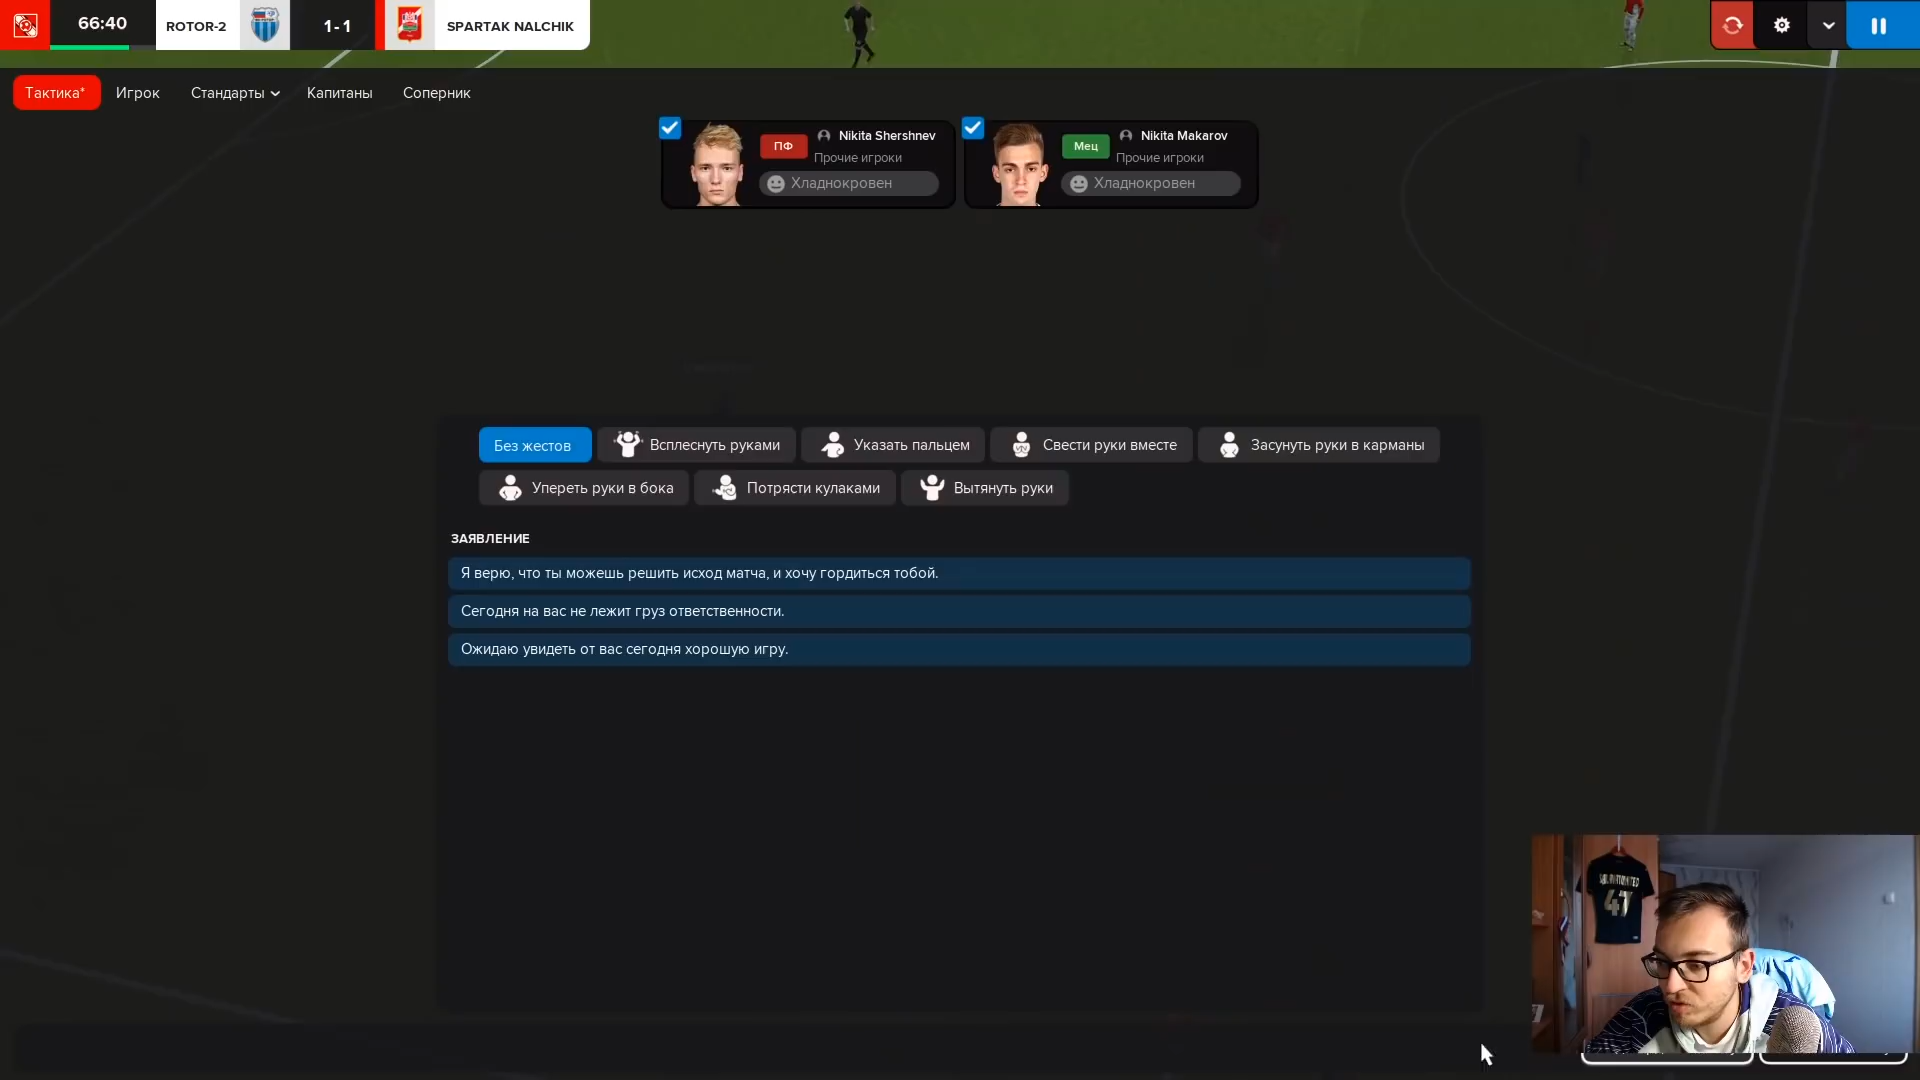 66:40
ROTOR-2
1-1
SPARTAK NALCHIK
Тактика*
Игрок
Стандарты
Капитаны
Соперник
ПФ
Nikita Shershnev
Прочие игроки
Хладнокровен
Мец
Nikita Makarov
Прочие игроки
Хладнокровен
Без жестов
Всплеснуть руками
Указать пальцем
Свести руки вместе
Засунуть руки в карманы
Упереть руки в бока
Потрясти кулаками
Вытянуть руки
ЗАЯВЛЕНИЕ
Я верю, что ты можешь решить исход матча, и хочу гордиться тобой.
Сегодня на вас не лежит груз ответственности.
Ожидаю увидеть от вас сегодня хорошую игру.
47